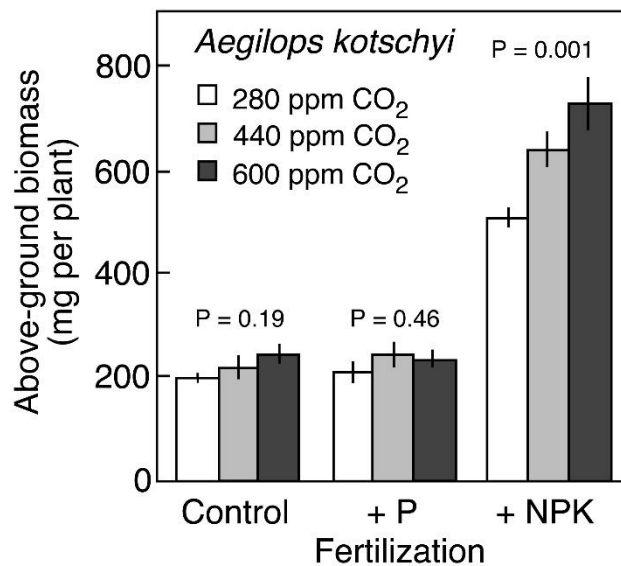 Above-ground biomass
(mg per plant)
800
600
400
200
0
Aegilops kotschyi
280 ppm CO₂
440 ppm CO₂
600 ppm CO₂
P = 0.001
P = 0.19
P = 0.46
Control
+ P
+ NPK
Fertilization